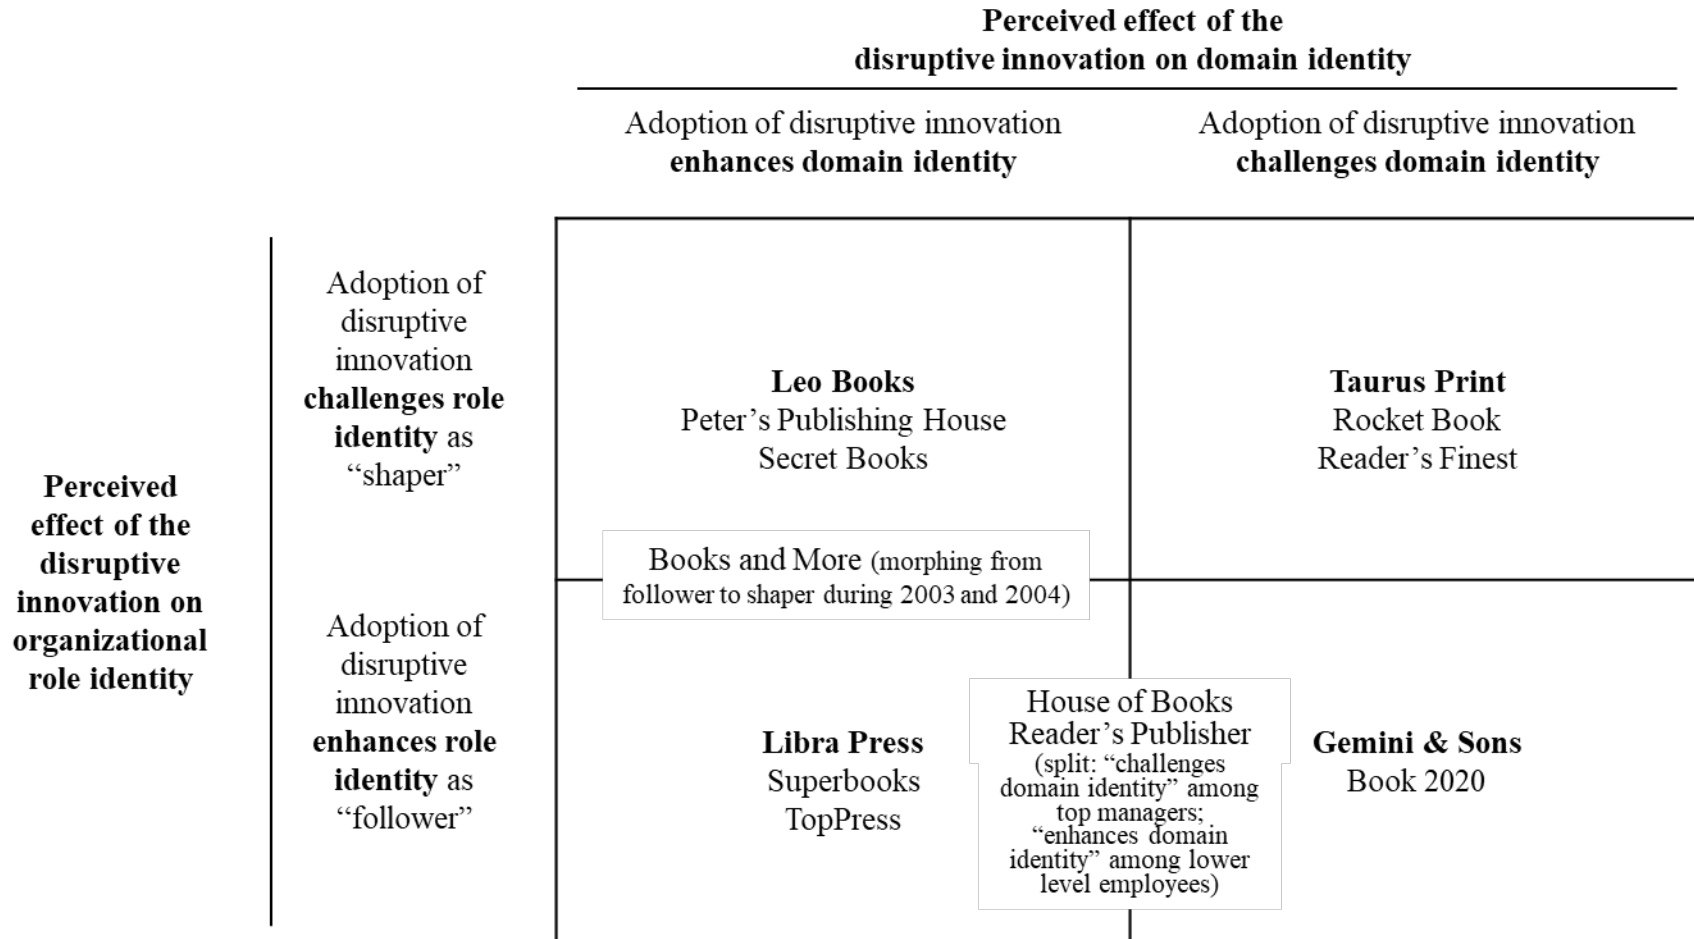 Perceived effect of the
disruptive innovation on domain identity
Adoption of disruptive innovation
enhances domain identity
Adoption of disruptive innovation
challenges domain identity
Perceived
effect of the
disruptive
innovation on
organizational
role identity
Adoption of
disruptive
innovation
challenges role
identity as
“shaper”
Leo Books
Peter’s Publishing House
Secret Books
Taurus Print
Rocket Book
Reader’s Finest
Books and More (morphing from
follower to shaper during 2003 and 2004)
Adoption of
disruptive
innovation
enhances role
identity as
“follower”
Libra Press
Superbooks
TopPress
House of Books
Reader’s Publisher
(split: “challenges
domain identity” among
top managers;
“enhances domain
identity” among lower
level employees)
Gemini & Sons
Book 2020